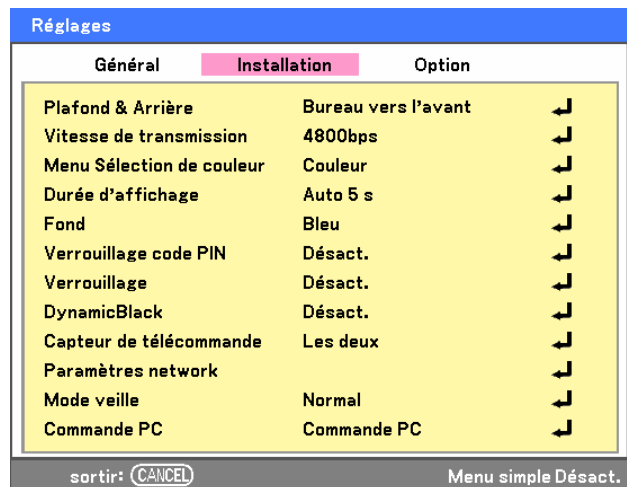 Réglages
Général Installation Option
Plafond & Arrière Bureau vers l'avant
Vitesse de transmission 4800bps
Menu Sélection de couleur Couleur
Durée d'affichage Auto 5 s
Fond Bleu
Verrouillage code PIN Désact.
Verrouillage Désact.
DynamicBlack Désact.
Capteur de télécommande Les deux
Paramètres network
Mode veille Normal
Commande PC Commande PC
sortir: CANCEL Menu simple Désact.